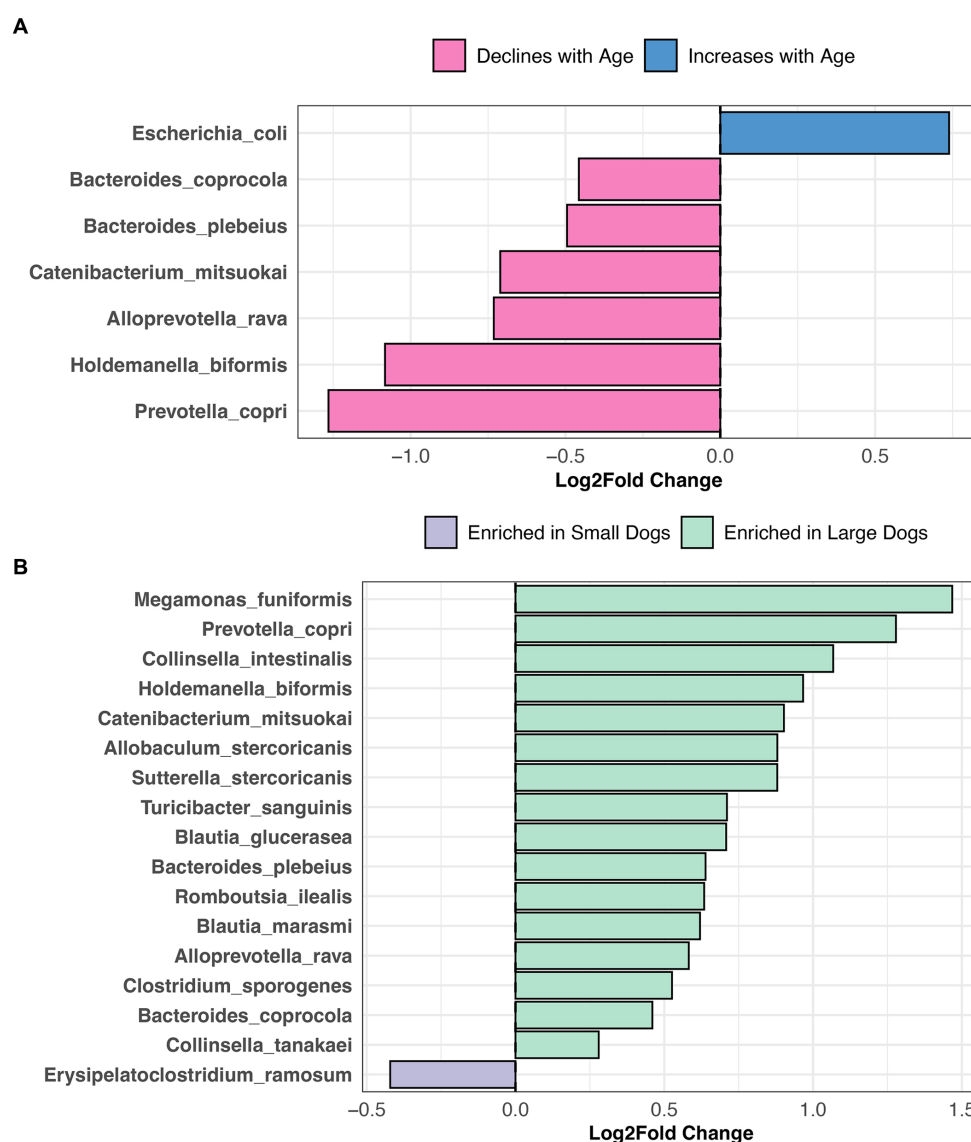 A
Declines with Age Increases with Age
Escherichia_coli
Bacteroides_coprocola
Bacteroides_plebeius
Catenibacterium_mitsuokai
Alloprevotella_rava
Holdemanella_biformis
Prevotella_copri
−1.0 −0.5 0.0 0.5
Log2Fold Change
Enriched in Small Dogs Enriched in Large Dogs
B
Megamonas_funiformis
Prevotella_copri
Collinsella_intestinalis
Holdemanella_biformis
Catenibacterium_mitsuokai
Allobaculum_stercoricanis
Sutterella_stercoricanis
Turicibacter_sanguinis
Blautia_glucerasea
Bacteroides_plebeius
Romboutsia_ilealis
Blautia_marasmi
Alloprevotella_rava
Clostridium_sporogenes
Bacteroides_coprocola
Collinsella_tanakaei
Erysipelatoclostridium_ramosum
−0.5 0.0 0.5 1.0 1.5
Log2Fold Change